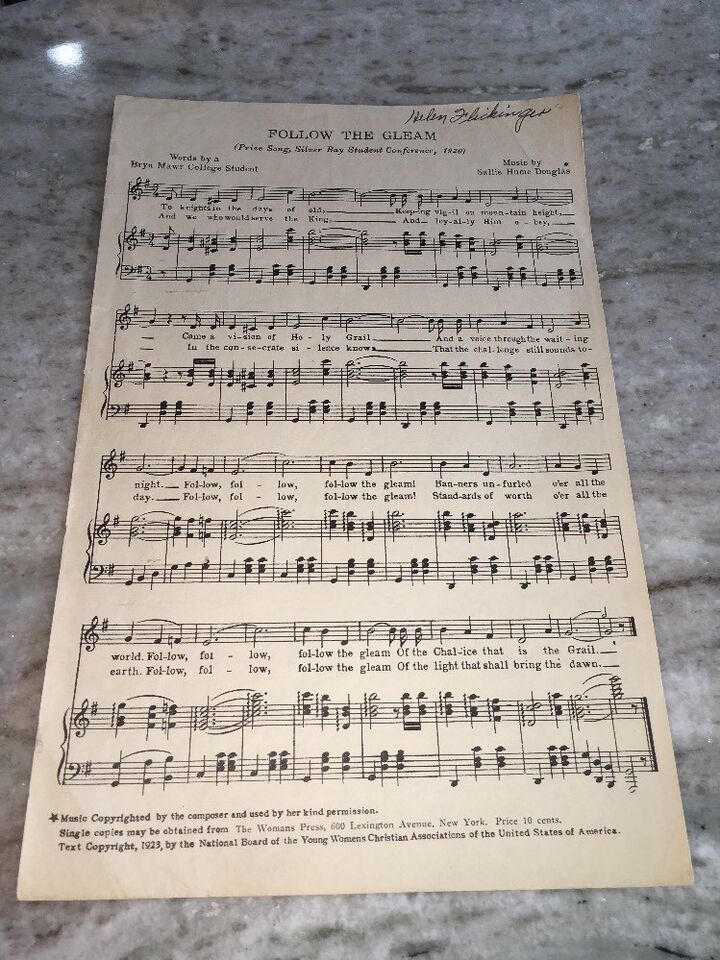 Helen Flickinger
FOLLOW THE GLEAM
(Prize Song, Silver Bay Student Conference, 1920)
Words by a
Bryn Mawr College Student
Music by *
Sallie Hume Douglas
To knights in the days of old, Keep-ing vig-il on moun-tain height,
And we who would serve the King, And loy-al-ly Him o-bey,
Came a vi-sion of Ho-ly Grail And a voice through the wait-ing
In the con-se-crate si-lence know, That the chal-lenge still sounds to-
night. Fol-low, fol-low, fol-low the gleam! Ban-ners un-furled o'er all the
day. Fol-low, fol-low, fol-low the gleam! Stand-ards of worth o'er all the
world. Fol-low, fol-low, fol-low the gleam Of the Chal-ice that is the Grail.
earth. Fol-low, fol-low, fol-low the gleam Of the light that shall bring the dawn.
*Music Copyrighted by the composer and used by her kind permission.
Single copies may be obtained from The Womans Press, 600 Lexington Avenue, New York. Price 10 cents.
Text Copyright, 1923, by the National Board of the Young Womens Christian Associations of the United States of America.